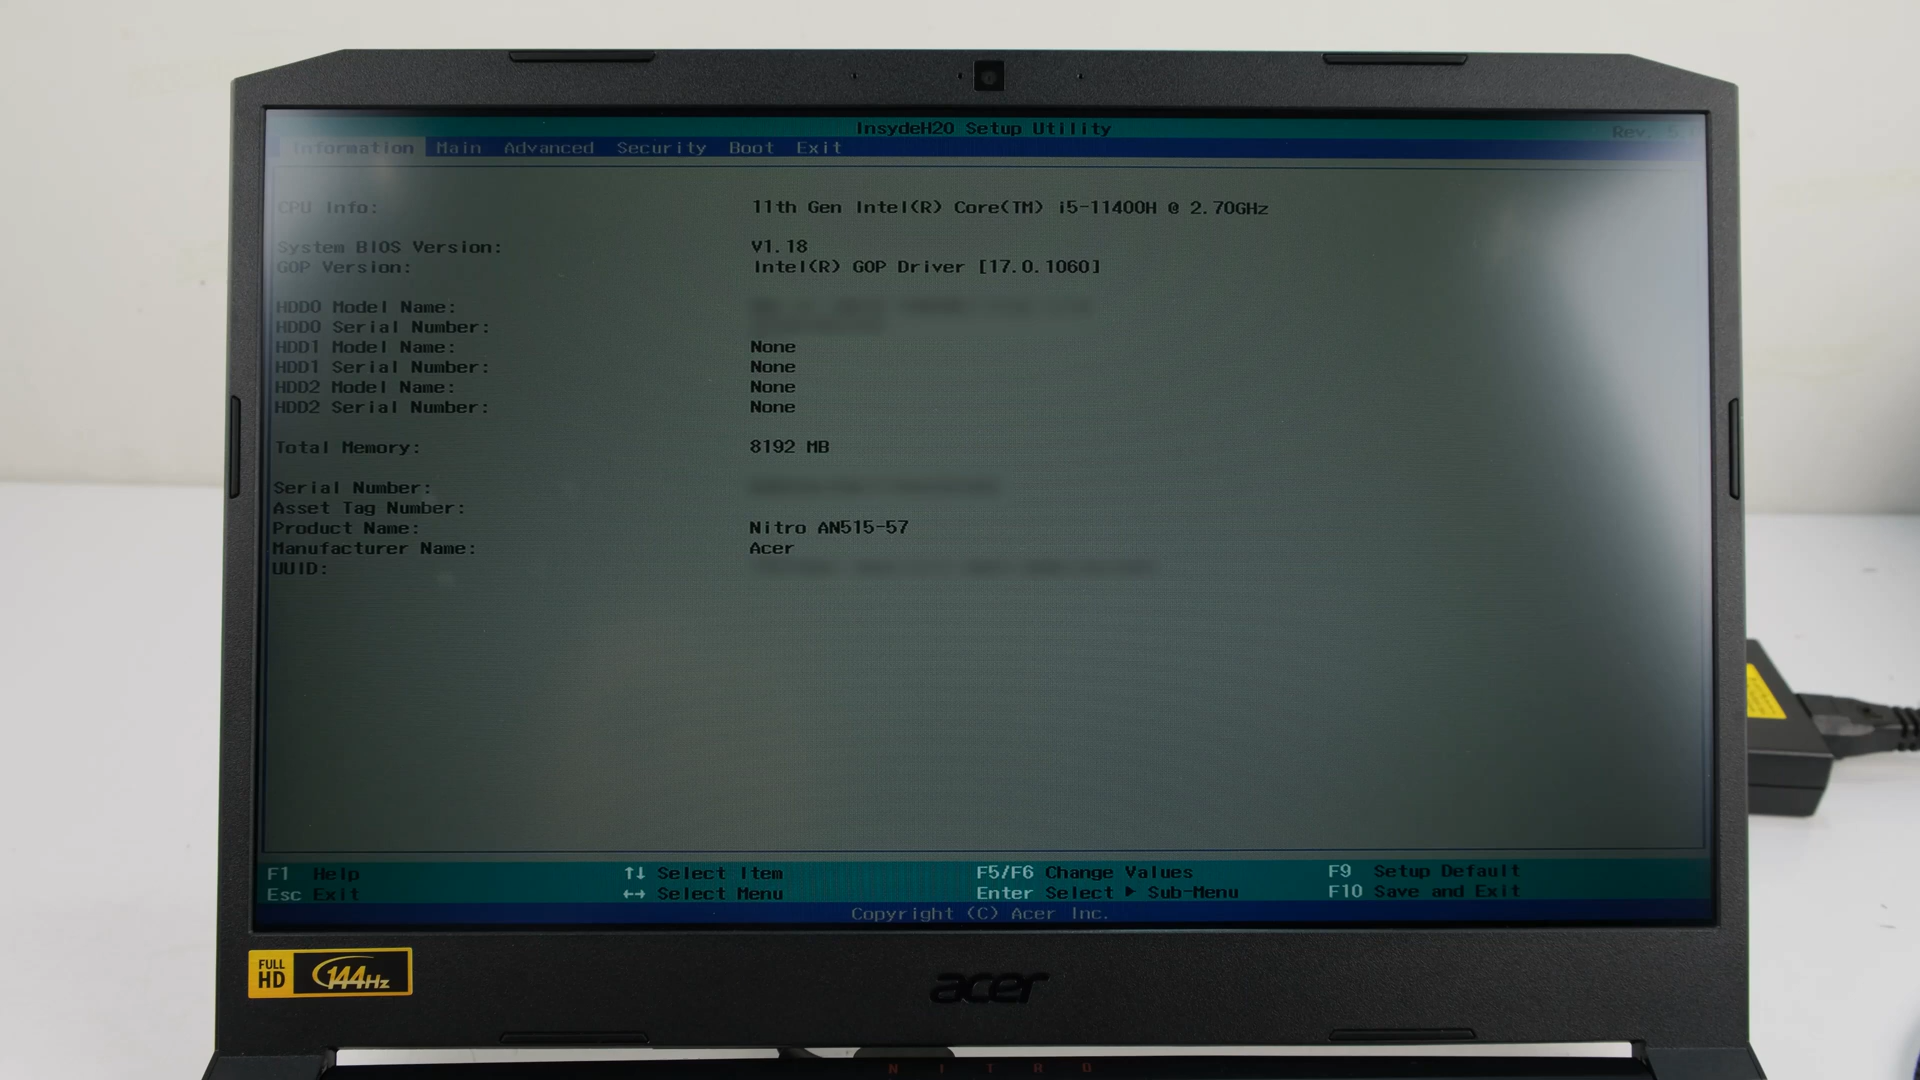 InsydeH20 Setup Utility
Rev. 5.
Information Main Advanced Security Boot Exit
CPU Info: 11th Gen Intel(R) Core(TM) i5-11400H @ 2.70GHz
System BIOS Version: V1.18
GOP Version: Intel(R) GOP Driver [17.0.1060]
HDD0 Model Name:
HDD0 Serial Number:
HDD1 Model Name: None
HDD1 Serial Number: None
HDD2 Model Name: None
HDD2 Serial Number: None
Total Memory: 8192 MB
Serial Number:
Asset Tag Number:
Product Name: Nitro AN515-57
Manufacturer Name: Acer
UUID:
F1 Help ↑↓ Select Item F5/F6 Change Values F9 Setup Default
Esc Exit ↔ Select Menu Enter Select ▶ Sub-Menu F10 Save and Exit
Copyright (C) Acer Inc.
FULL HD 144Hz
acer
NITRO